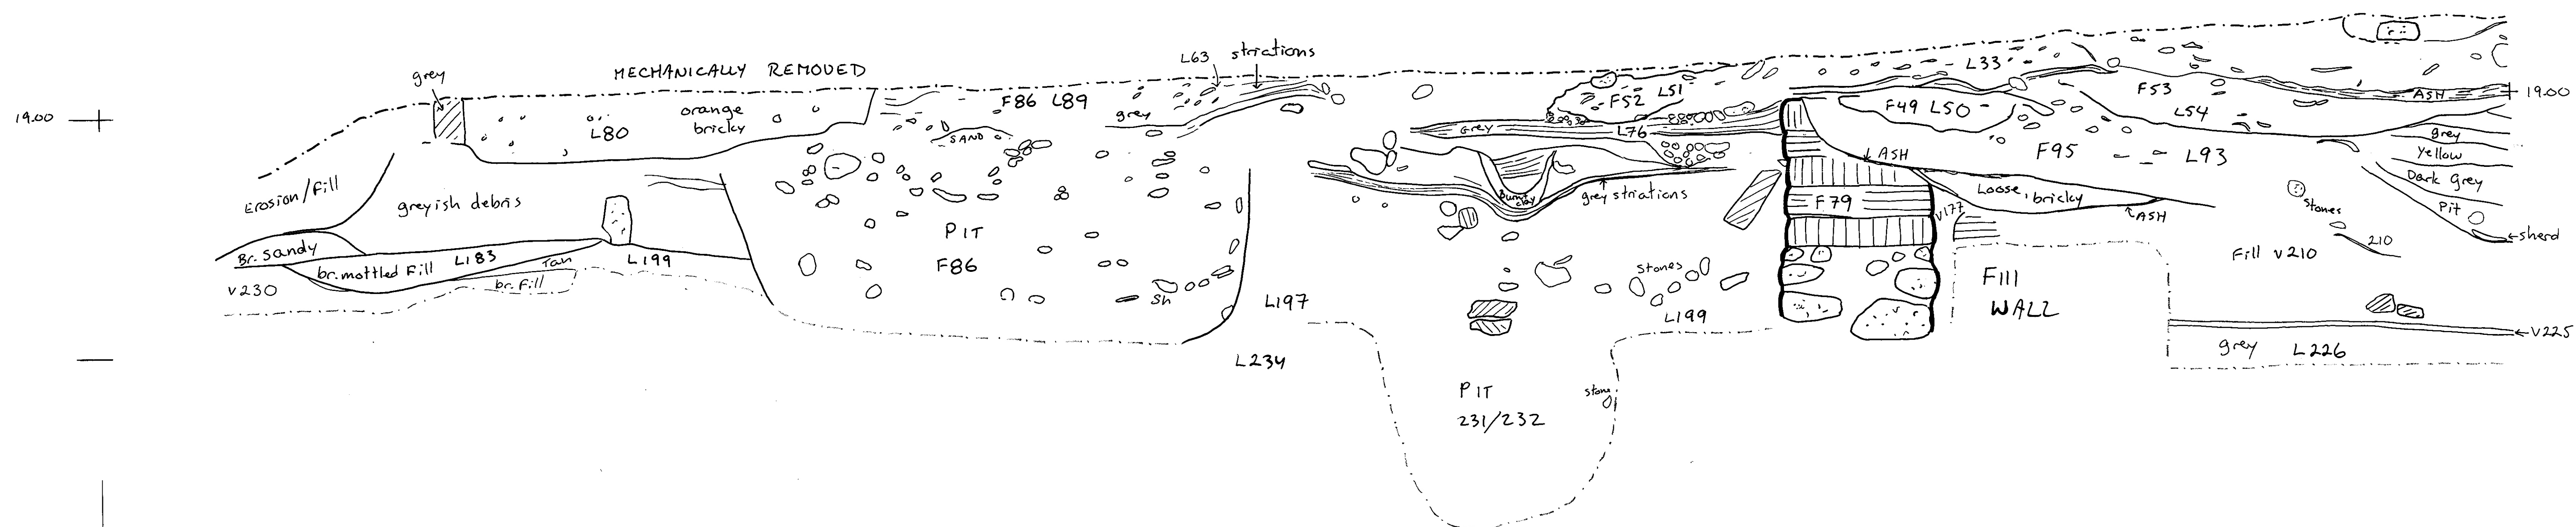 grey
MECHANICALLY REMOVED
L63
striations
19.00
orange
bricky
L80
F86 L89
grey
SAND
F52 L51
Grey
L76
L33
F49 L50
F53
L54
ASH
19.00
grey
Yellow
Dark Grey
Pit
sherd
F95
L93
ASH
Loose, bricky
ASH
Erosion/fill
greyish debris
PIT
F86
Sh
Burnt
clay
grey striations
F79
V177
stones
210
Fill V210
Br. Sandy
br. mottled Fill
L183
Tan
L199
br. fill
V230
L197
L234
Stones
L199
F111
WALL
V225
grey L226
PIT
231/232
stone